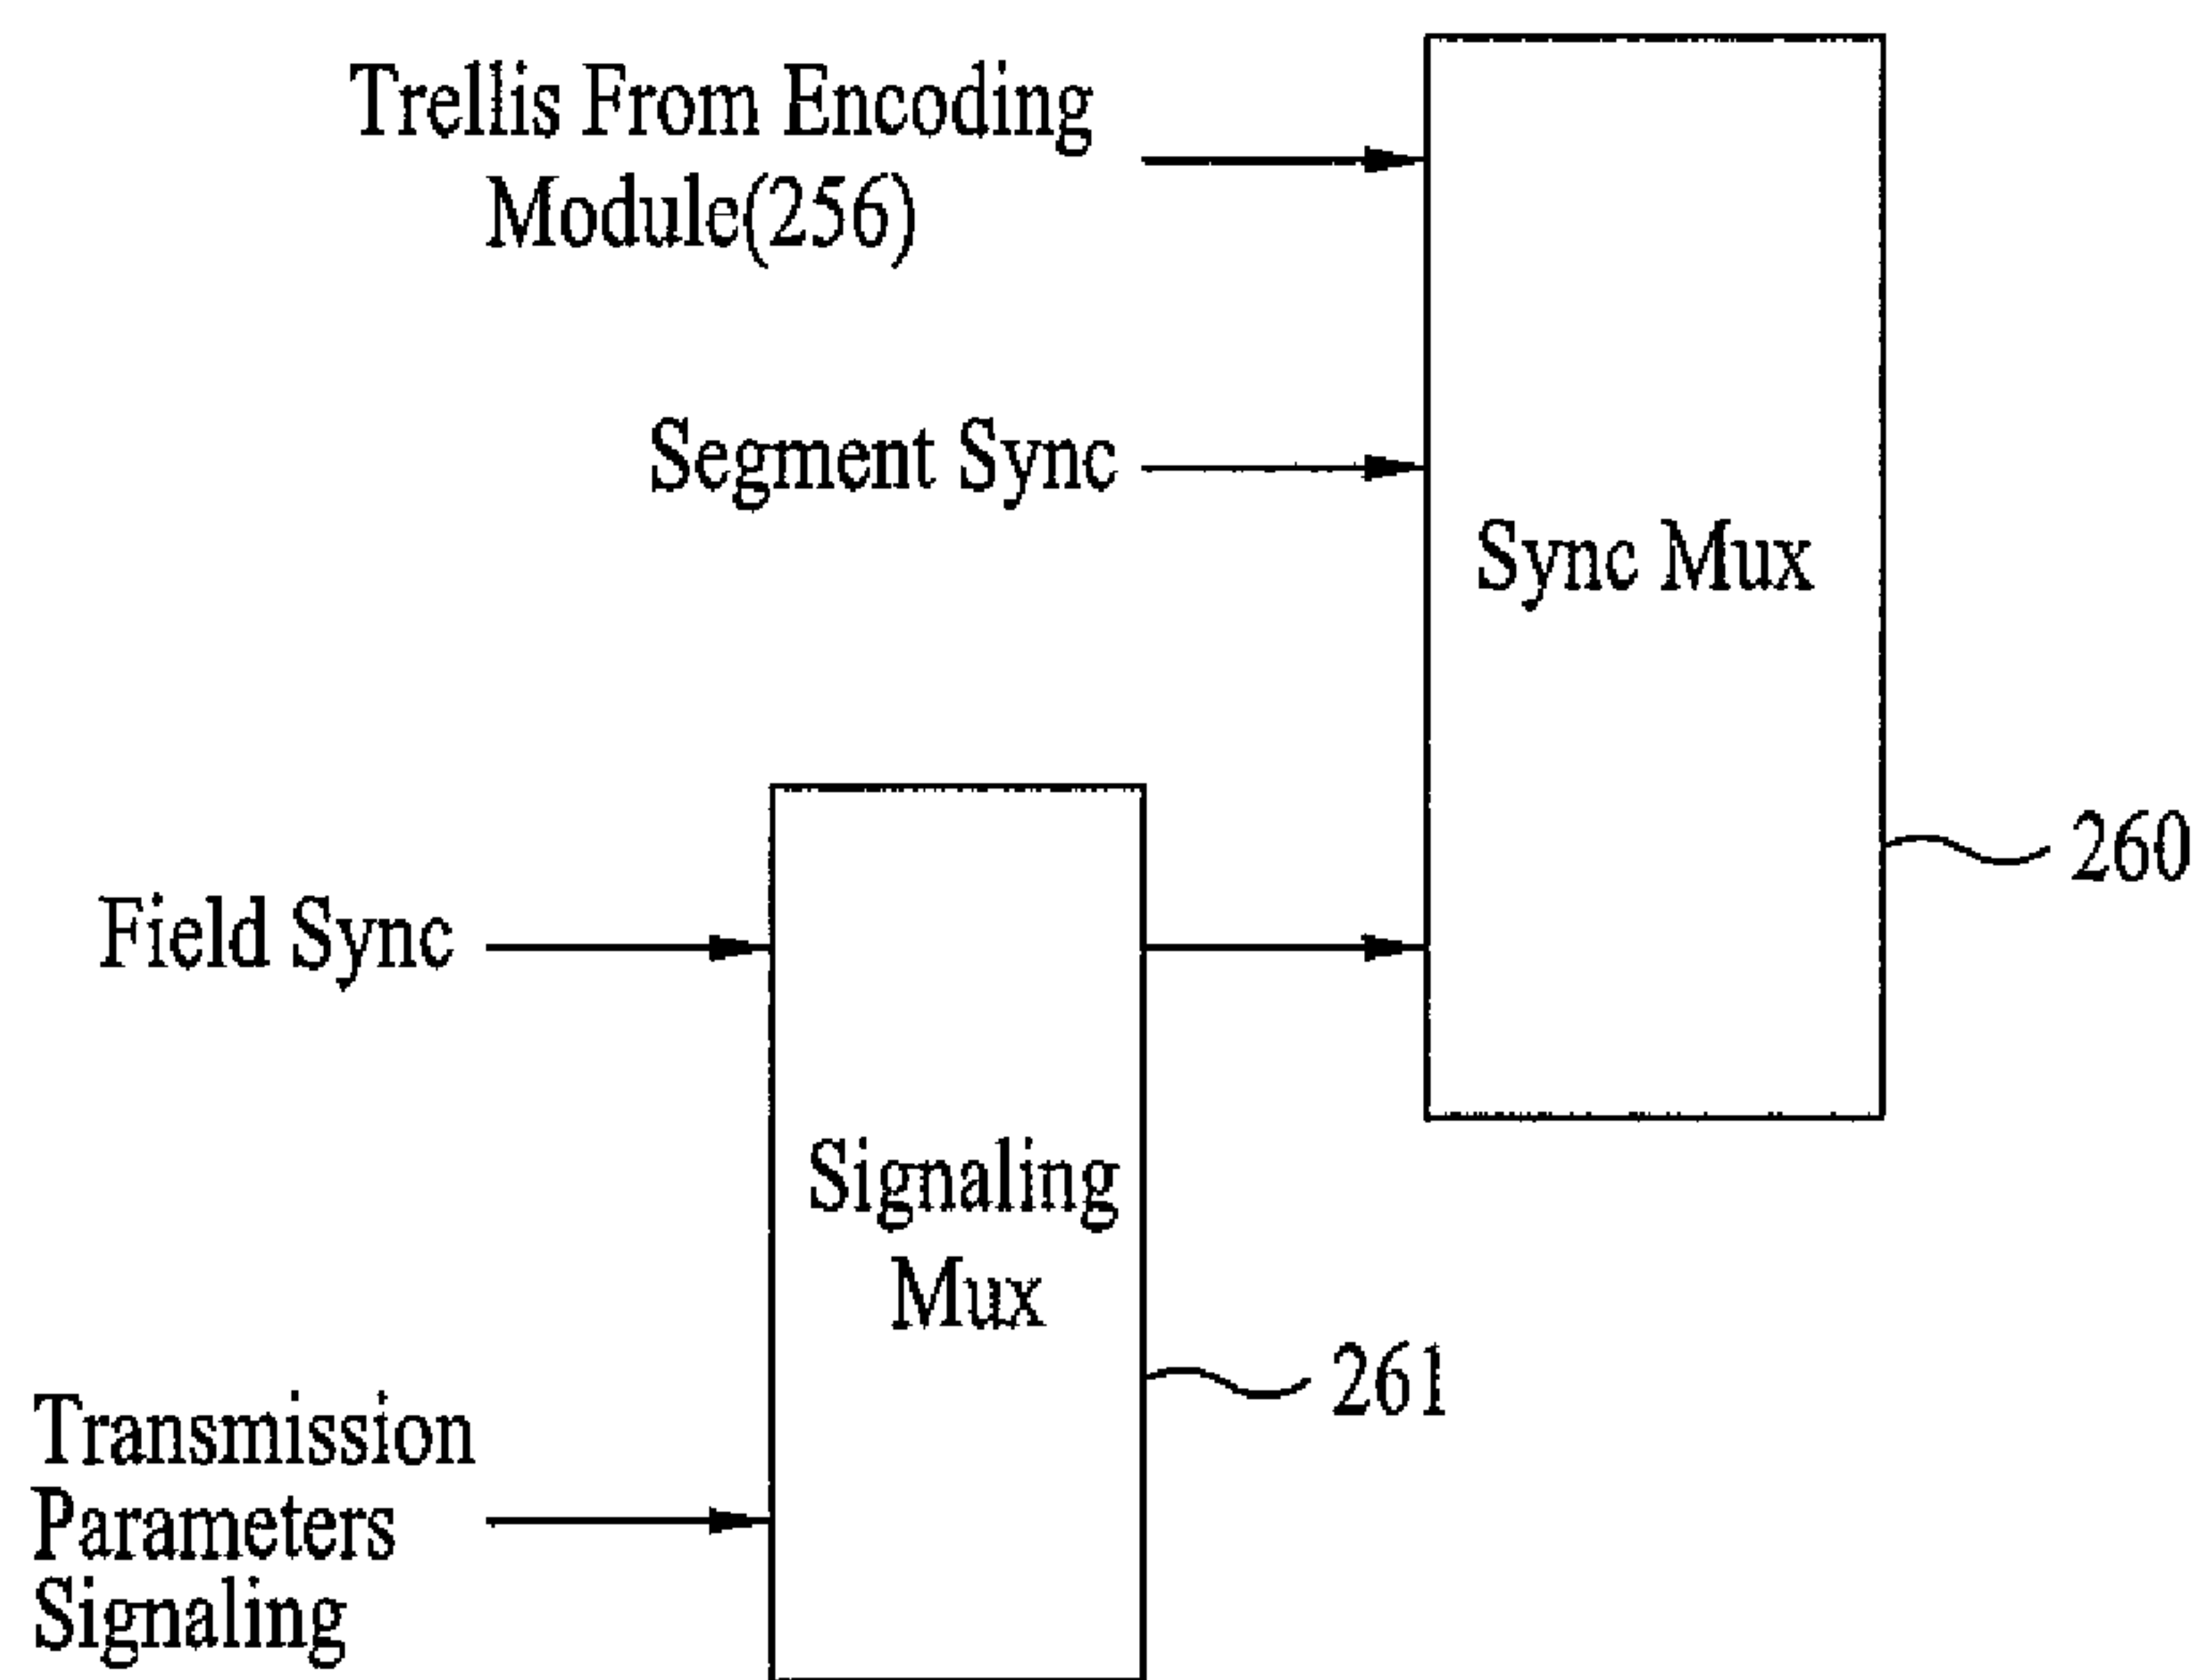 Trellis From Encoding
Module(256)
Segment Sync
Sync Mux
260
Field Sync
Signaling
Mux
261
Transmission
Parameters
Signaling